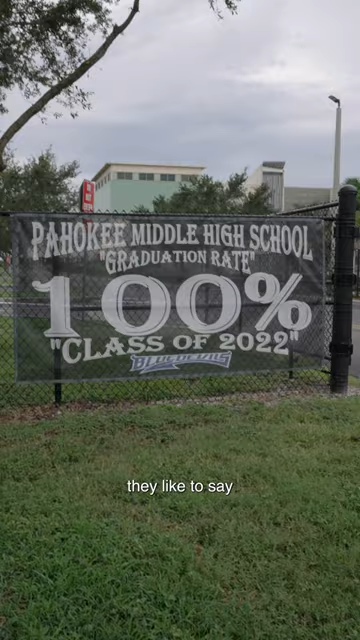 PAHOKEE MIDDLE HIGH SCHOOL
"GRADUATION RATE"
100%
"CLASS OF 2022"
BLUE DEVILS
they like to say